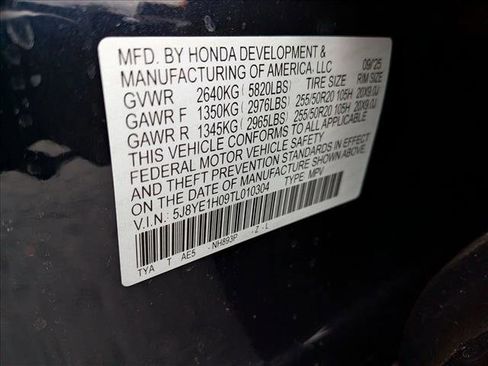 MFD. BY HONDA DEVELOPMENT &
MANUFACTURING OF AMERICA, LLC 09/25
GVWR 2640KG (5820LBS) TIRE SIZE RIM SIZE
GAWR F 1350KG (2976LBS) 255/50R20 105H 20X9.0J
GAWR R 1345KG (2965LBS) 255/50R20 105H 20X9.0J
THIS VEHICLE CONFORMS TO ALL APPLICABLE
FEDERAL MOTOR VEHICLE SAFETY STANDARDS IN EFFECT
AND THEFT PREVENTION
ON THE DATE OF MANUFACTURE SHOWN ABOVE.
V.I.N.: 5J8YE1H09TL010304 TYPE: MPV
TYA T AE5 NH893P - Z - L